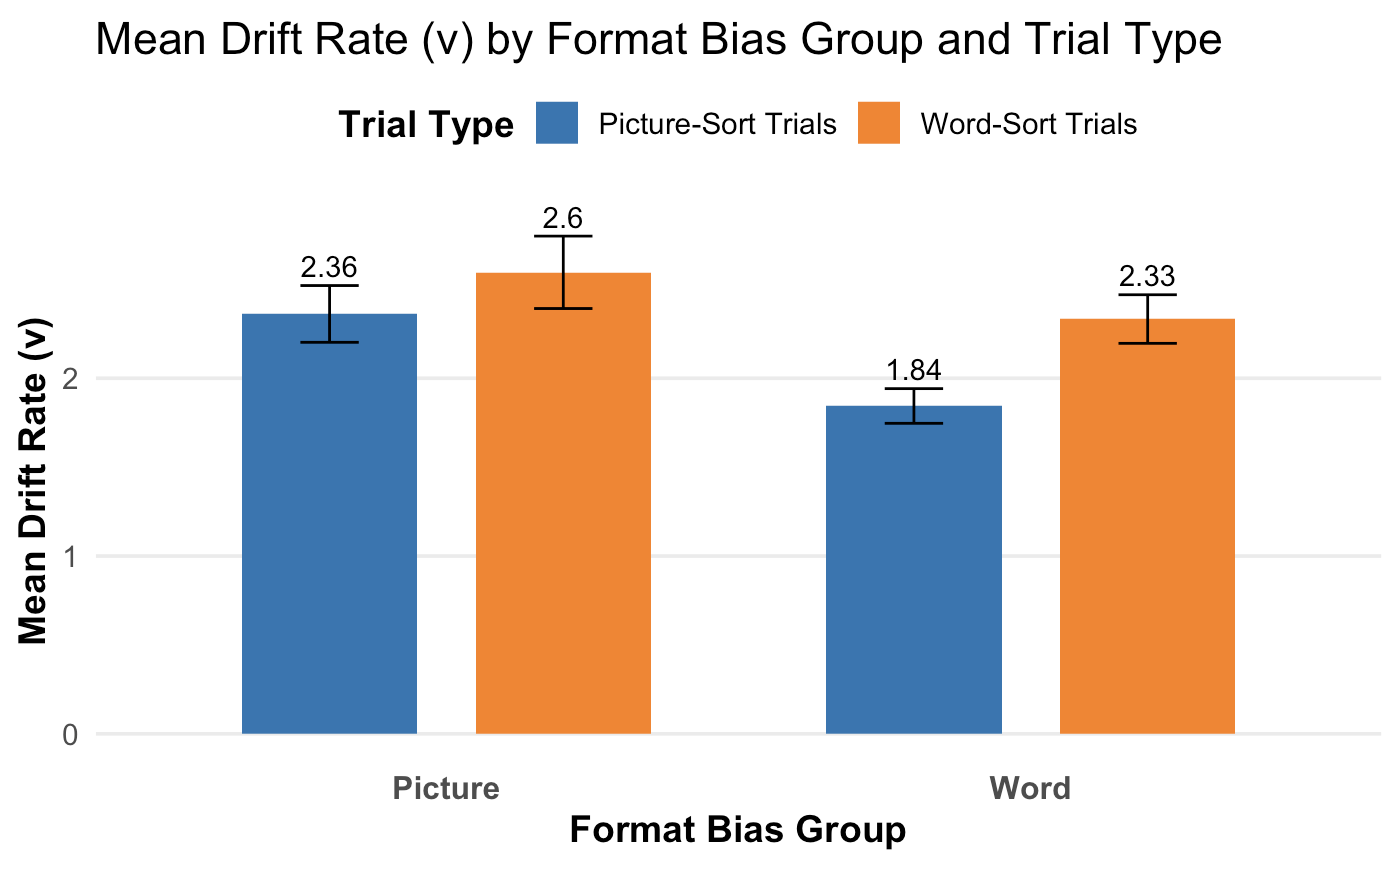 Mean Drift Rate (v) by Format Bias Group and Trial Type
Trial Type Picture-Sort Trials Word-Sort Trials
2.6
2.36
2.33
1.84
Mean Drift Rate (v)
2
1
0
Picture Word
Format Bias Group